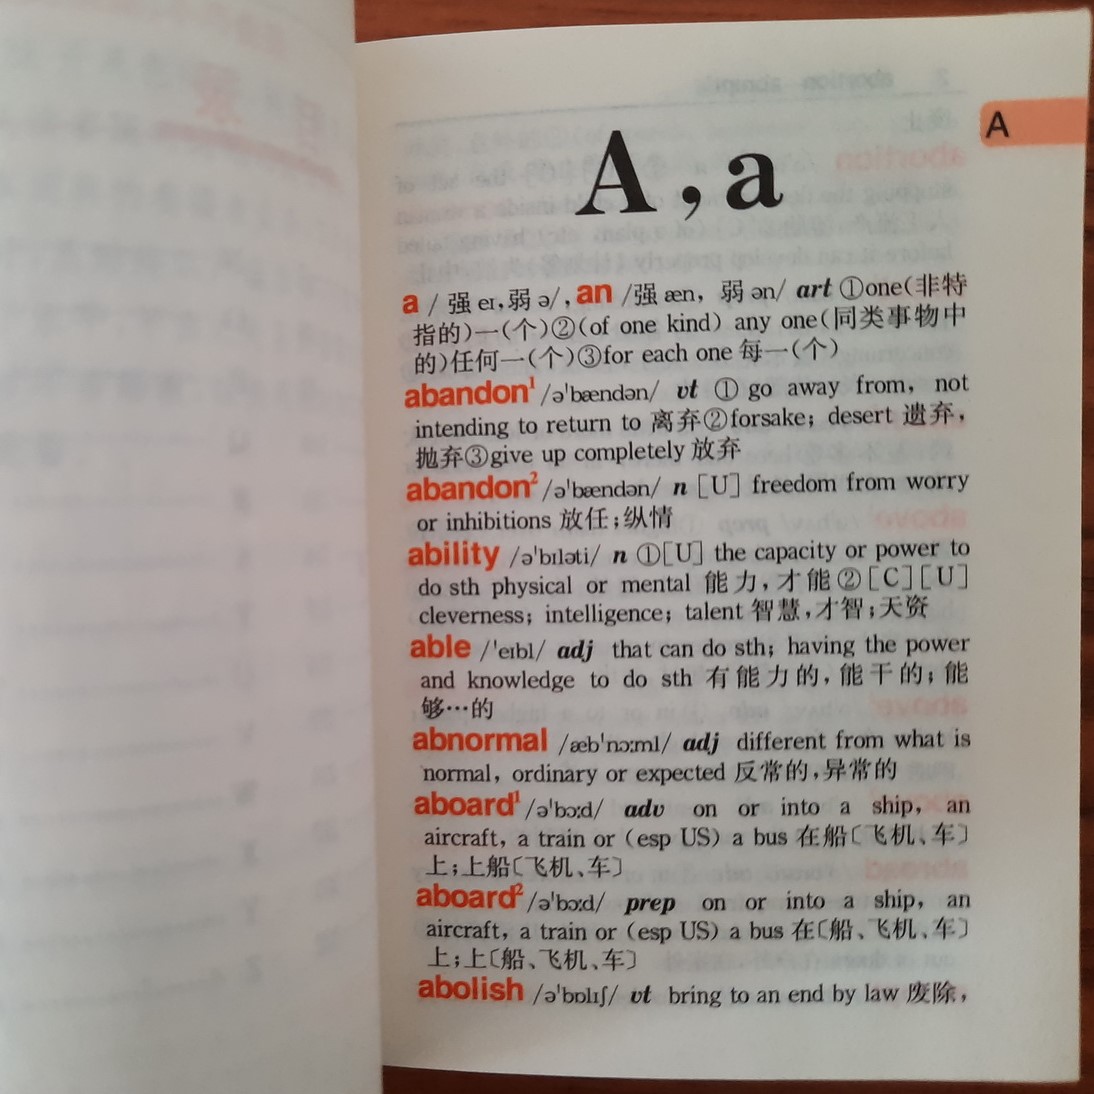 A
A,a
a / 强 eɪ,弱 ə/,an /强 æn, 弱 ən/ art ①one(非特
指的)一(个)②(of one kind) any one(同类事物中
的)任何一(个)③for each one 每一(个)
abandon¹ /ə'bændən/ vt ① go away from, not
intending to return to 离弃②forsake; desert 遗弃,
抛弃③give up completely 放弃
abandon² /ə'bændən/ n [U] freedom from worry
or inhibitions 放任;纵情
ability /ə'bɪləti/ n ①[U] the capacity or power to
do sth physical or mental 能力,才能②[C][U]
cleverness; intelligence; talent 智慧,才智;天资
able /'eɪbl/ adj that can do sth; having the power
and knowledge to do sth 有能力的,能干的;能
够…的
abnormal /æb'nɔːml/ adj different from what is
normal, ordinary or expected 反常的,异常的
aboard¹ /ə'bɔːd/ adv on or into a ship, an
aircraft, a train or (esp US) a bus 在船〔飞机、车〕
上;上船〔飞机、车〕
aboard² /ə'bɔːd/ prep on or into a ship, an
aircraft, a train or (esp US) a bus 在〔船、飞机、车〕
上;上〔船、飞机、车〕
abolish /ə'bɒlɪʃ/ vt bring to an end by law 废除,